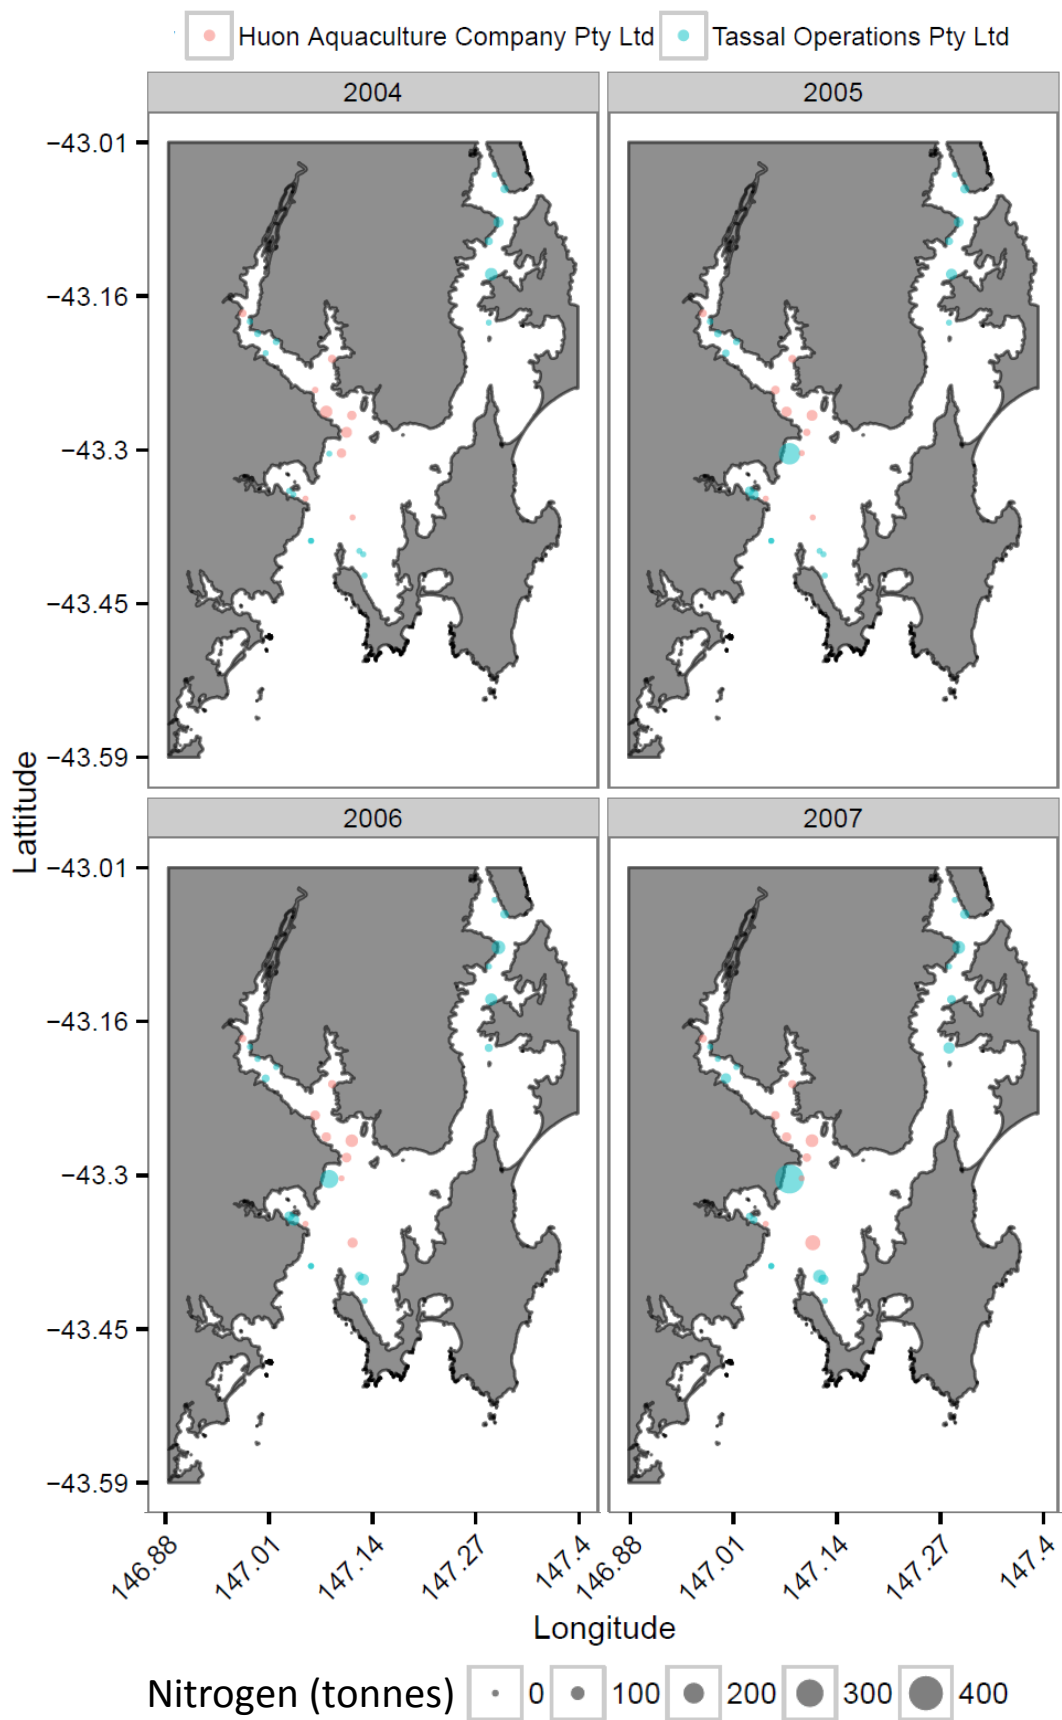 Huon Aquaculture Company Pty Ltd Tassal Operations Pty Ltd
2004 2005
−43.01
−43.16
−43.3
−43.45
−43.59
Lattitude
2006 2007
−43.01
−43.16
−43.3
−43.45
−43.59
146.88 147.01 147.14 147.27 147.4 146.88 147.01 147.14 147.27 147.4
Longitude
Nitrogen (tonnes) 0 100 200 300 400